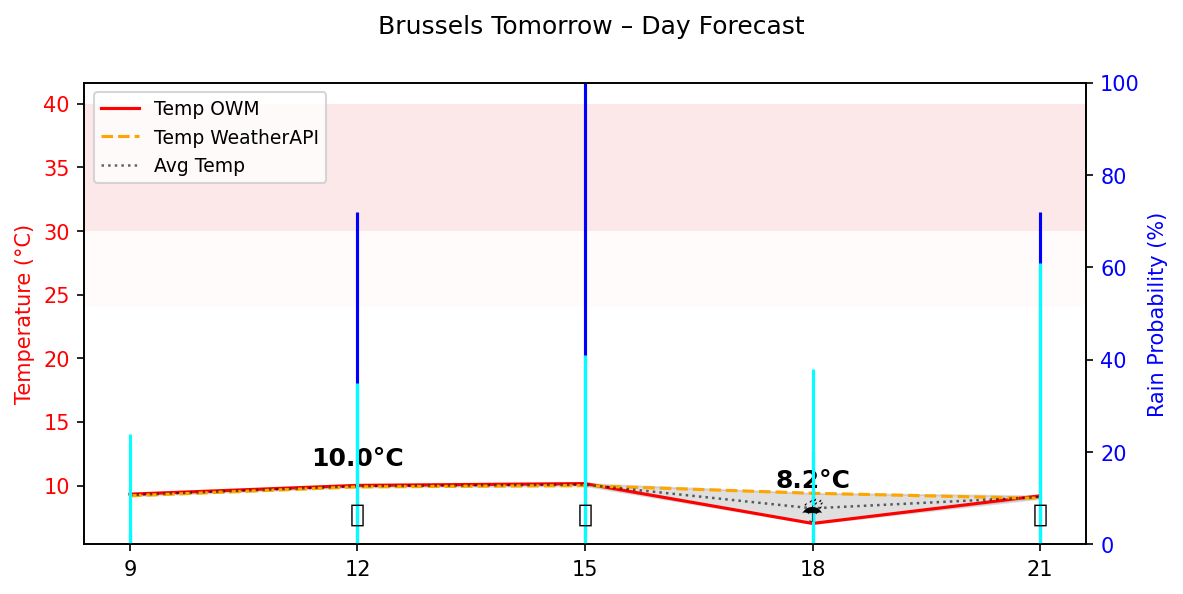 Brussels Tomorrow – Day Forecast
Temp OWM
Temp WeatherAPI
Avg Temp
Temperature (°C)
40
35
30
25
20
15
10
Rain Probability (%)
100
80
60
40
20
0
10.0°C
8.2°C
9
12
15
18
21